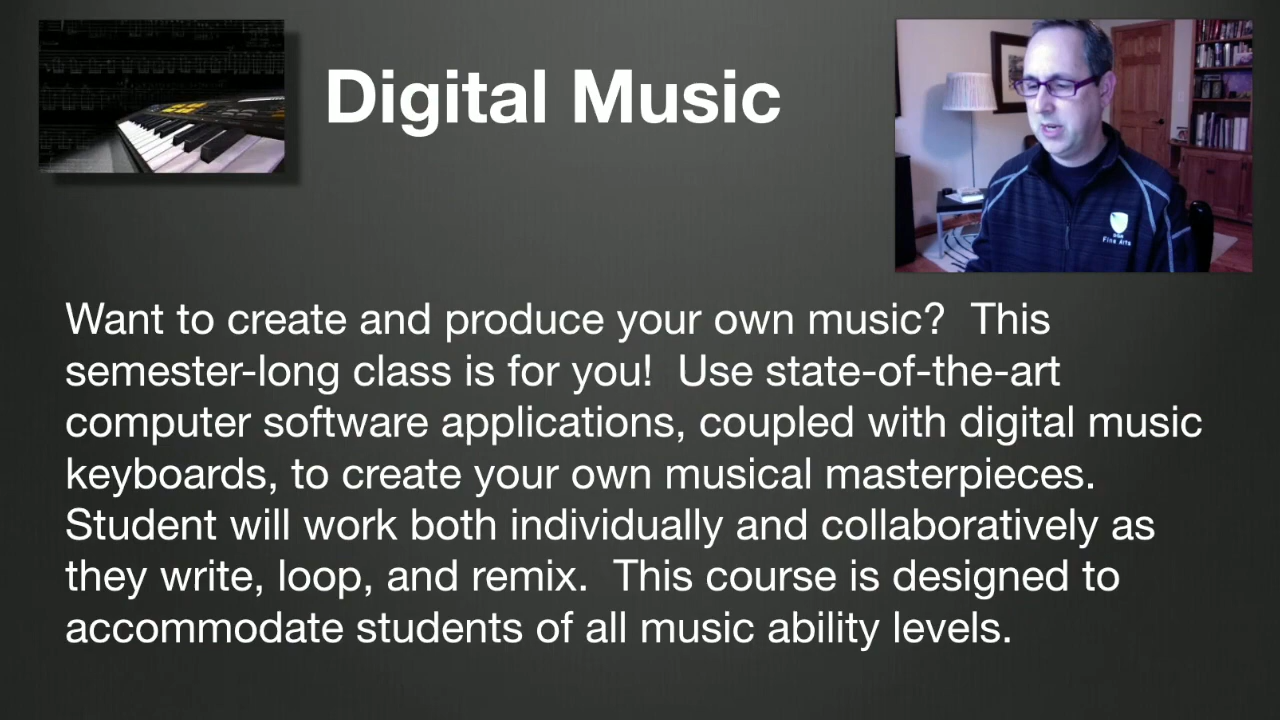 Digital Music
Fine Arts
Want to create and produce your own music?  This
semester-long class is for you!  Use state-of-the-art
computer software applications, coupled with digital music
keyboards, to create your own musical masterpieces.
Student will work both individually and collaboratively as
they write, loop, and remix.  This course is designed to
accommodate students of all music ability levels.